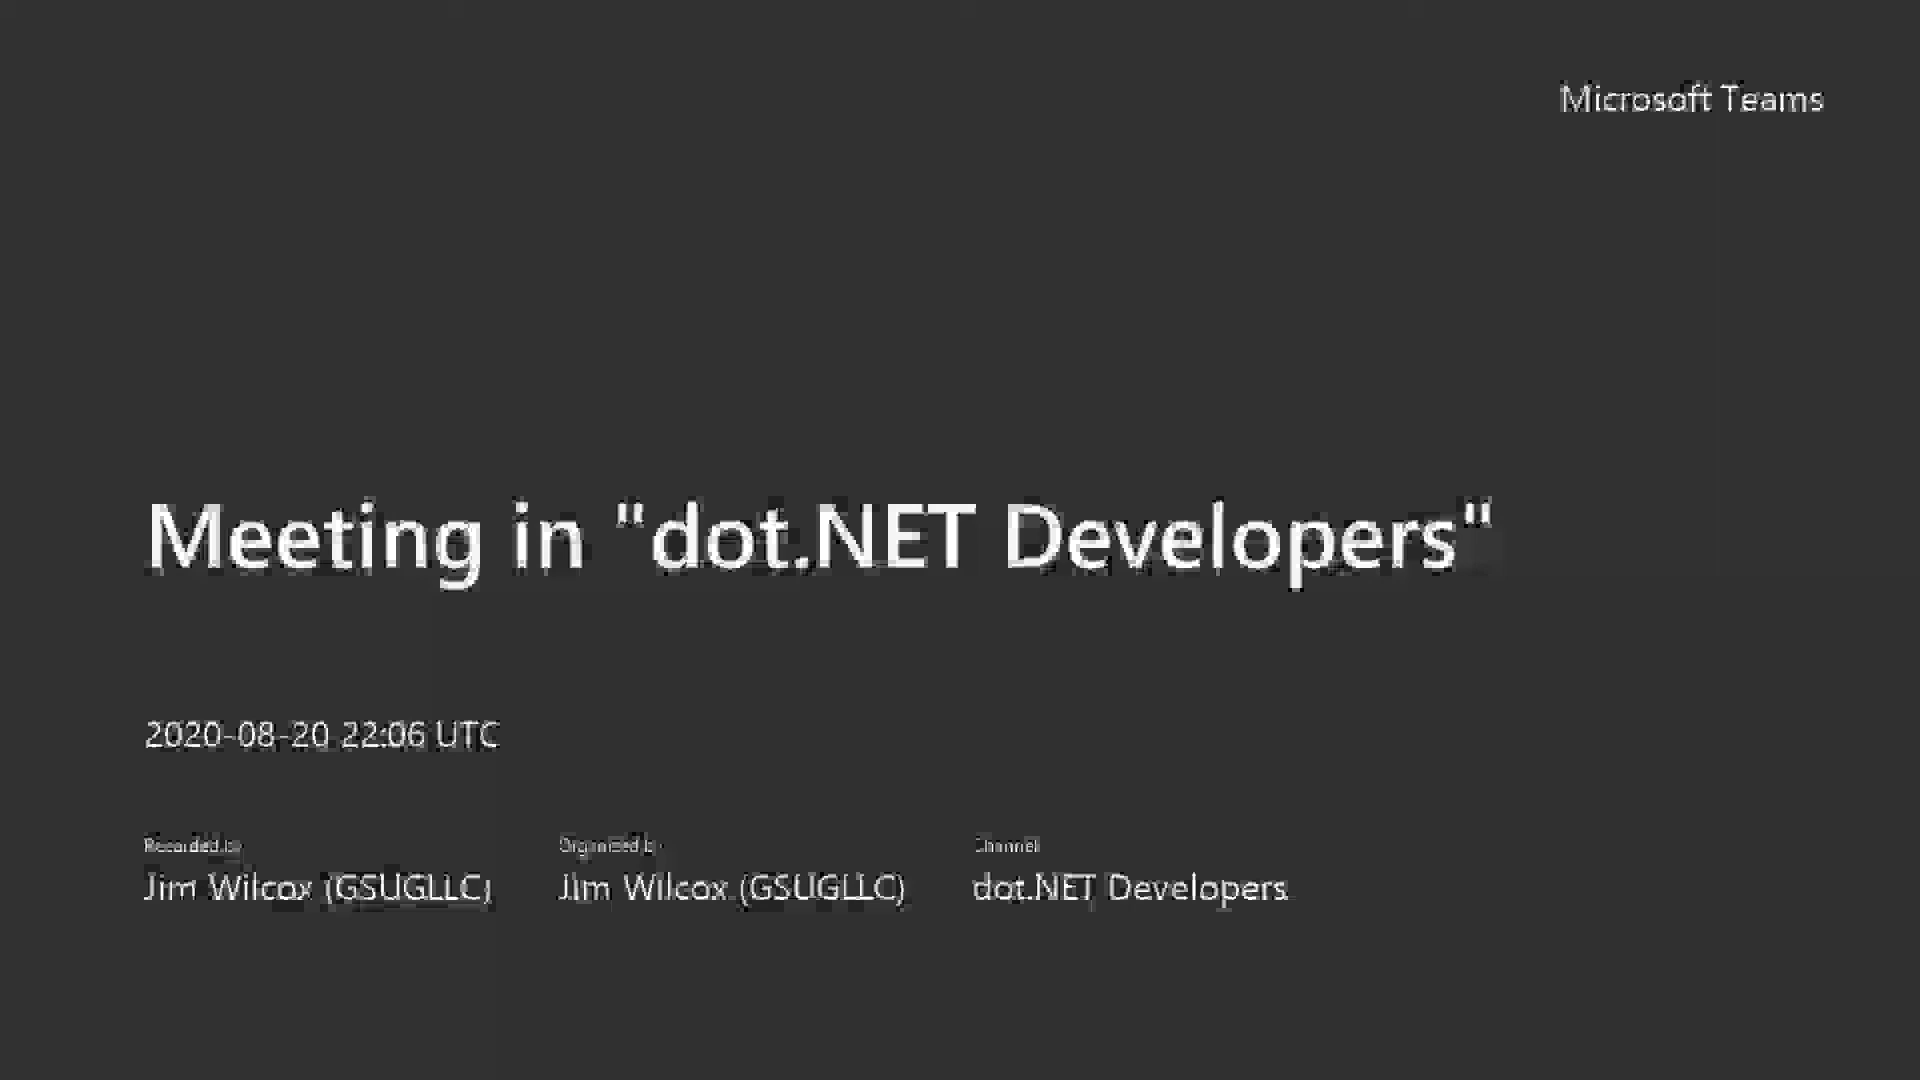 Microsoft Teams
Meeting in "dot.NET Developers"
2020-08-20 22:06 UTC
Recorded by Organized by Channel
Jim Wilcox (GSUGLLC) Jim Wilcox (GSUGLLC) dot.NET Developers